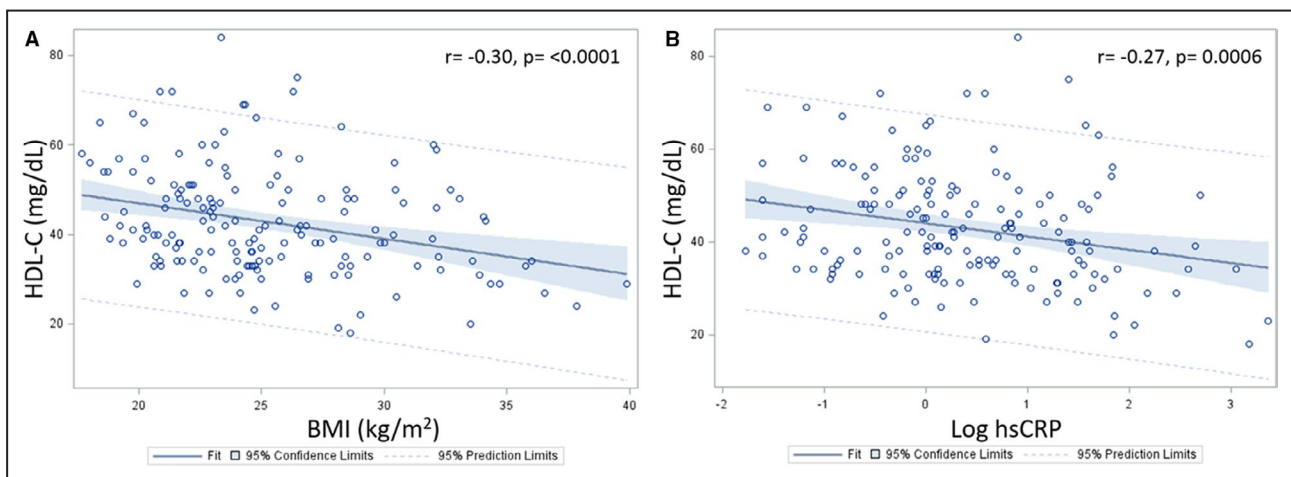 A
r= -0.30, p= <0.0001
HDL-C (mg/dL)
80
60
40
20
20 25 30 35 40
BMI (kg/m²)
Fit 95% Confidence Limits 95% Prediction Limits
B
r= -0.27, p= 0.0006
HDL-C (mg/dL)
80
60
40
20
-2 -1 0 1 2 3
Log hsCRP
Fit 95% Confidence Limits 95% Prediction Limits